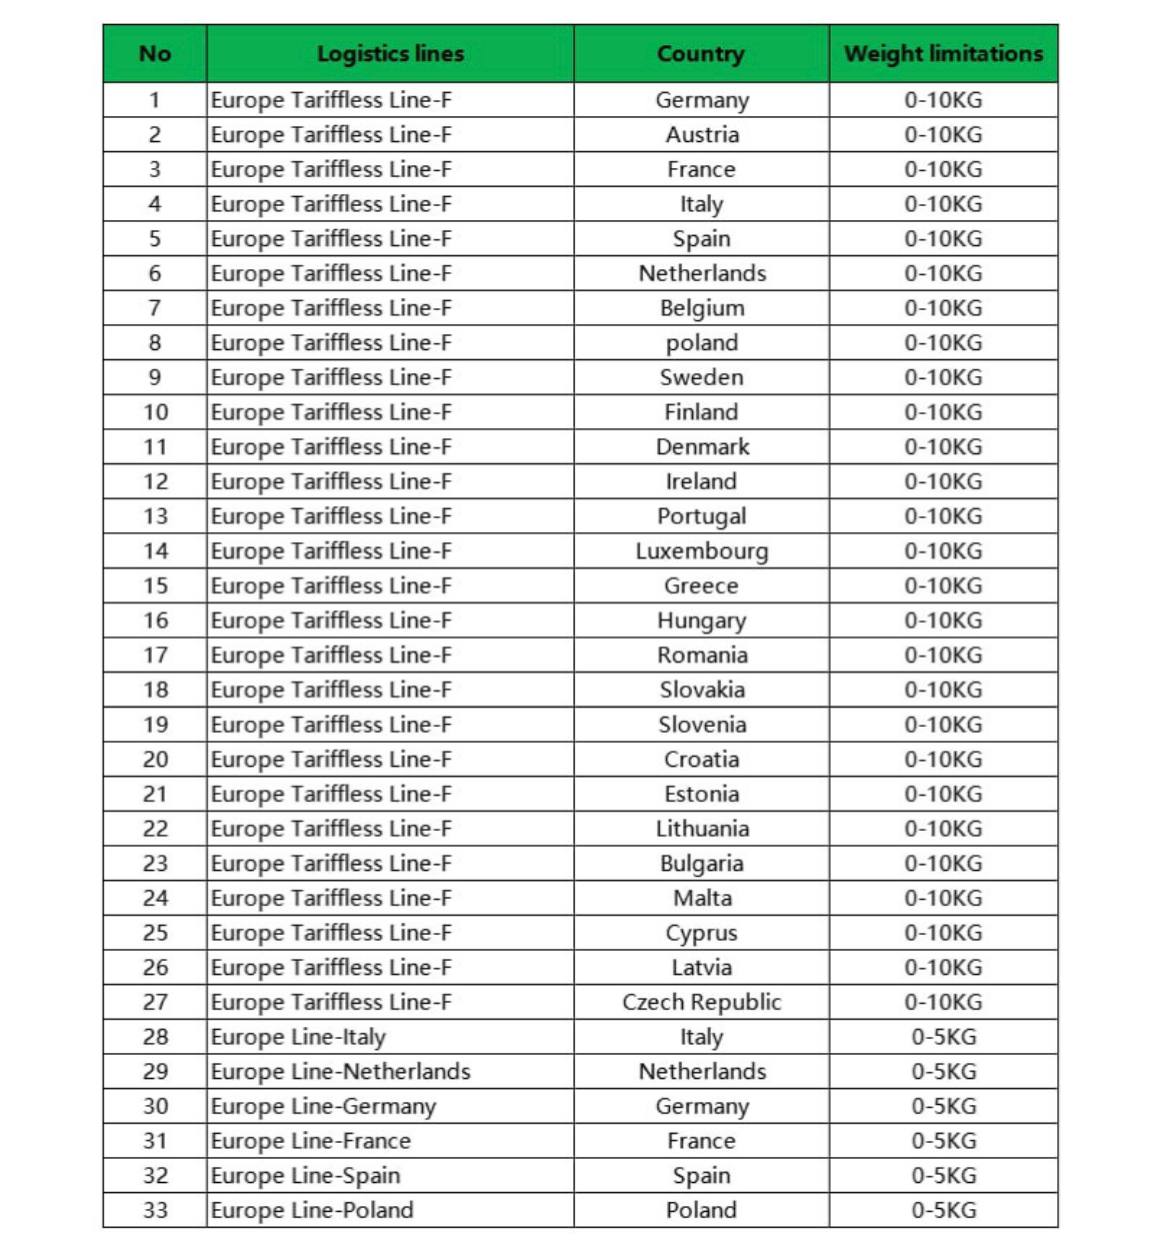 No Logistics lines Country Weight limitations
1 Europe Tariffless Line-F Germany 0-10KG
2 Europe Tariffless Line-F Austria 0-10KG
3 Europe Tariffless Line-F France 0-10KG
4 Europe Tariffless Line-F Italy 0-10KG
5 Europe Tariffless Line-F Spain 0-10KG
6 Europe Tariffless Line-F Netherlands 0-10KG
7 Europe Tariffless Line-F Belgium 0-10KG
8 Europe Tariffless Line-F poland 0-10KG
9 Europe Tariffless Line-F Sweden 0-10KG
10 Europe Tariffless Line-F Finland 0-10KG
11 Europe Tariffless Line-F Denmark 0-10KG
12 Europe Tariffless Line-F Ireland 0-10KG
13 Europe Tariffless Line-F Portugal 0-10KG
14 Europe Tariffless Line-F Luxembourg 0-10KG
15 Europe Tariffless Line-F Greece 0-10KG
16 Europe Tariffless Line-F Hungary 0-10KG
17 Europe Tariffless Line-F Romania 0-10KG
18 Europe Tariffless Line-F Slovakia 0-10KG
19 Europe Tariffless Line-F Slovenia 0-10KG
20 Europe Tariffless Line-F Croatia 0-10KG
21 Europe Tariffless Line-F Estonia 0-10KG
22 Europe Tariffless Line-F Lithuania 0-10KG
23 Europe Tariffless Line-F Bulgaria 0-10KG
24 Europe Tariffless Line-F Malta 0-10KG
25 Europe Tariffless Line-F Cyprus 0-10KG
26 Europe Tariffless Line-F Latvia 0-10KG
27 Europe Tariffless Line-F Czech Republic 0-10KG
28 Europe Line-Italy Italy 0-5KG
29 Europe Line-Netherlands Netherlands 0-5KG
30 Europe Line-Germany Germany 0-5KG
31 Europe Line-France France 0-5KG
32 Europe Line-Spain Spain 0-5KG
33 Europe Line-Poland Poland 0-5KG